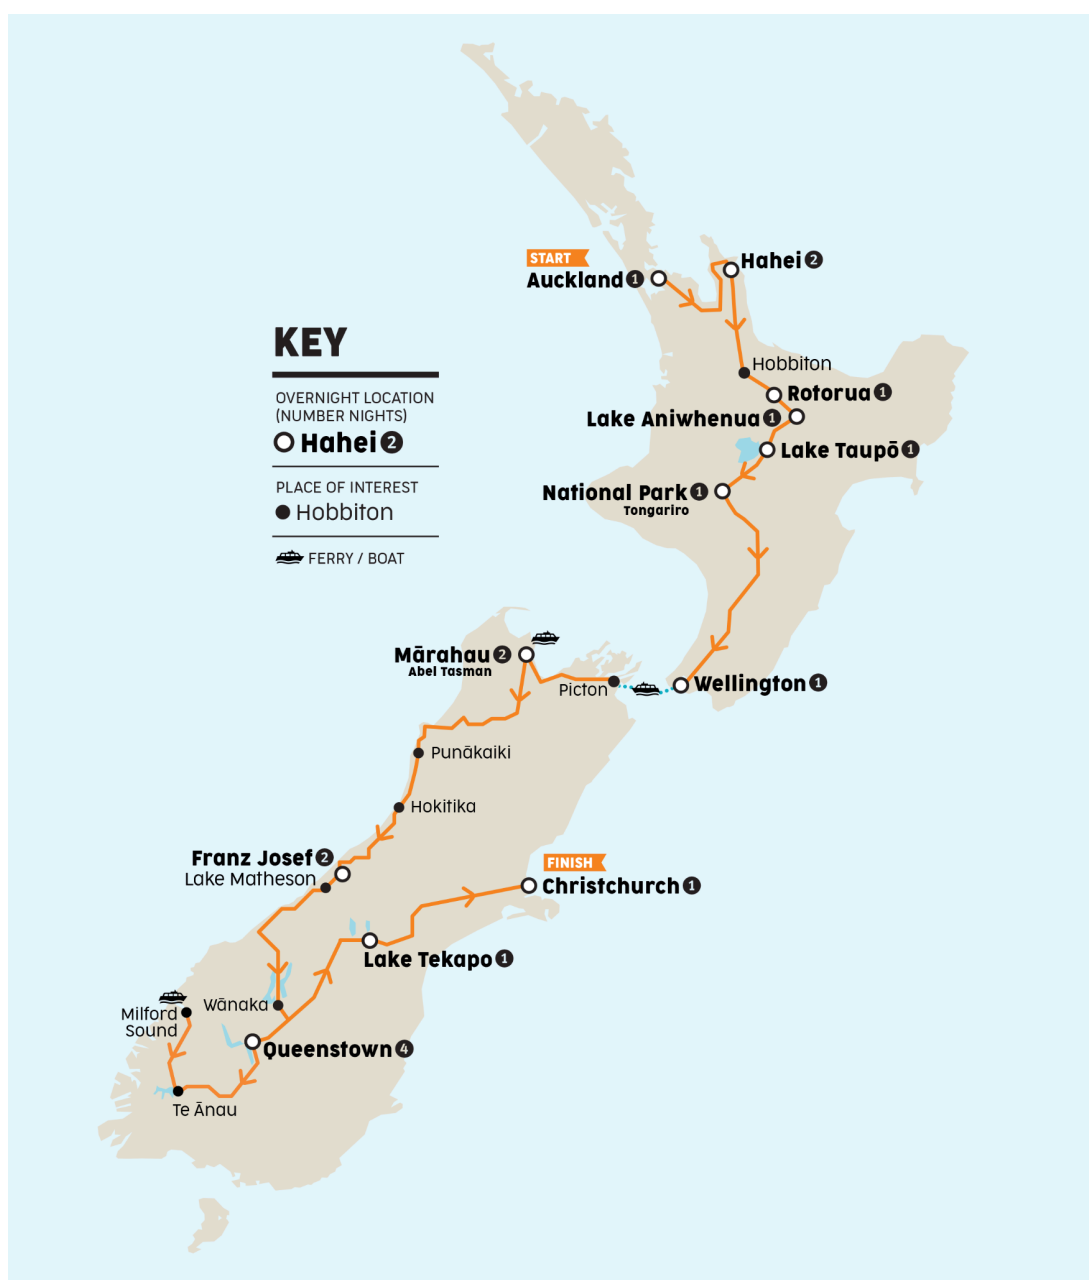 START
Auckland 1
Hahei 2
KEY
OVERNIGHT LOCATION
(NUMBER NIGHTS)
Hahei 2
PLACE OF INTEREST
Hobbiton
FERRY / BOAT
Hobbiton
Rotorua 1
Lake Aniwhenua 1
Lake Taupō 1
National Park 1
Tongariro
Mārahau 2
Abel Tasman
Picton
Wellington 1
Punākaiki
Hokitika
Franz Josef 2
Lake Matheson
FINISH
Christchurch 1
Lake Tekapo 1
Wānaka
Milford
Sound
Queenstown 4
Te Ānau